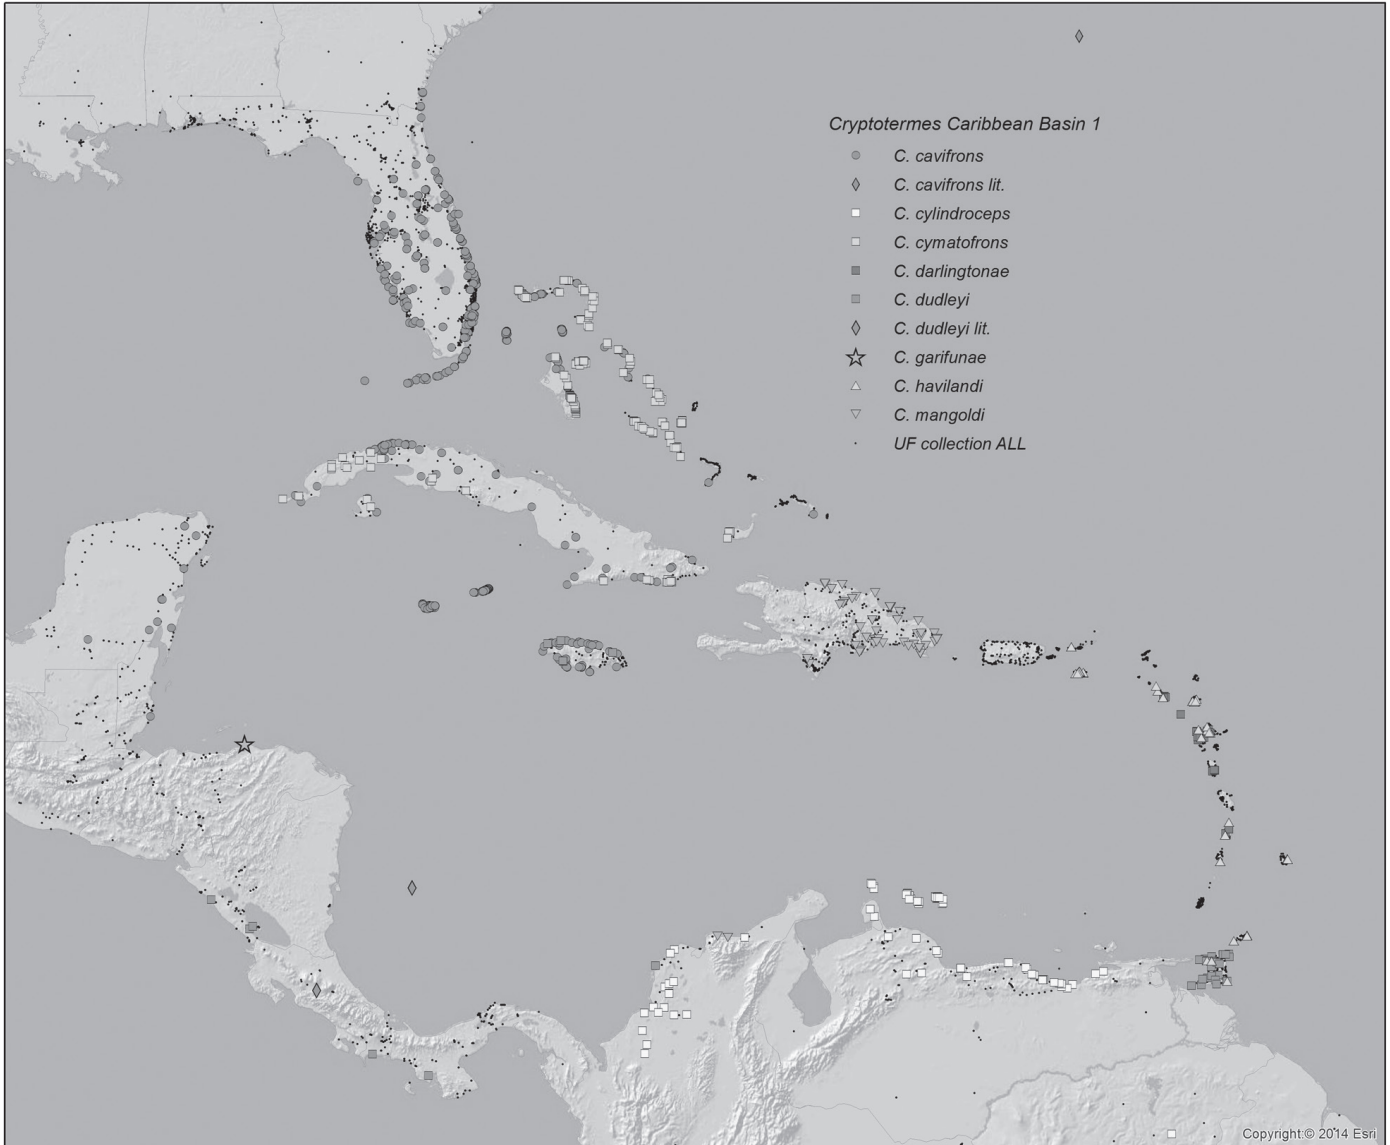 Cryptotermes Caribbean Basin 1
C. cavifrons
C. cavifrons lit.
C. cylindroceps
C. cymatofrons
C. darlingtonae
C. dudleyi
C. dudleyi lit.
C. garifunae
C. havilandi
C. mangoldi
UF collection ALL
Copyright:© 2014 Esri